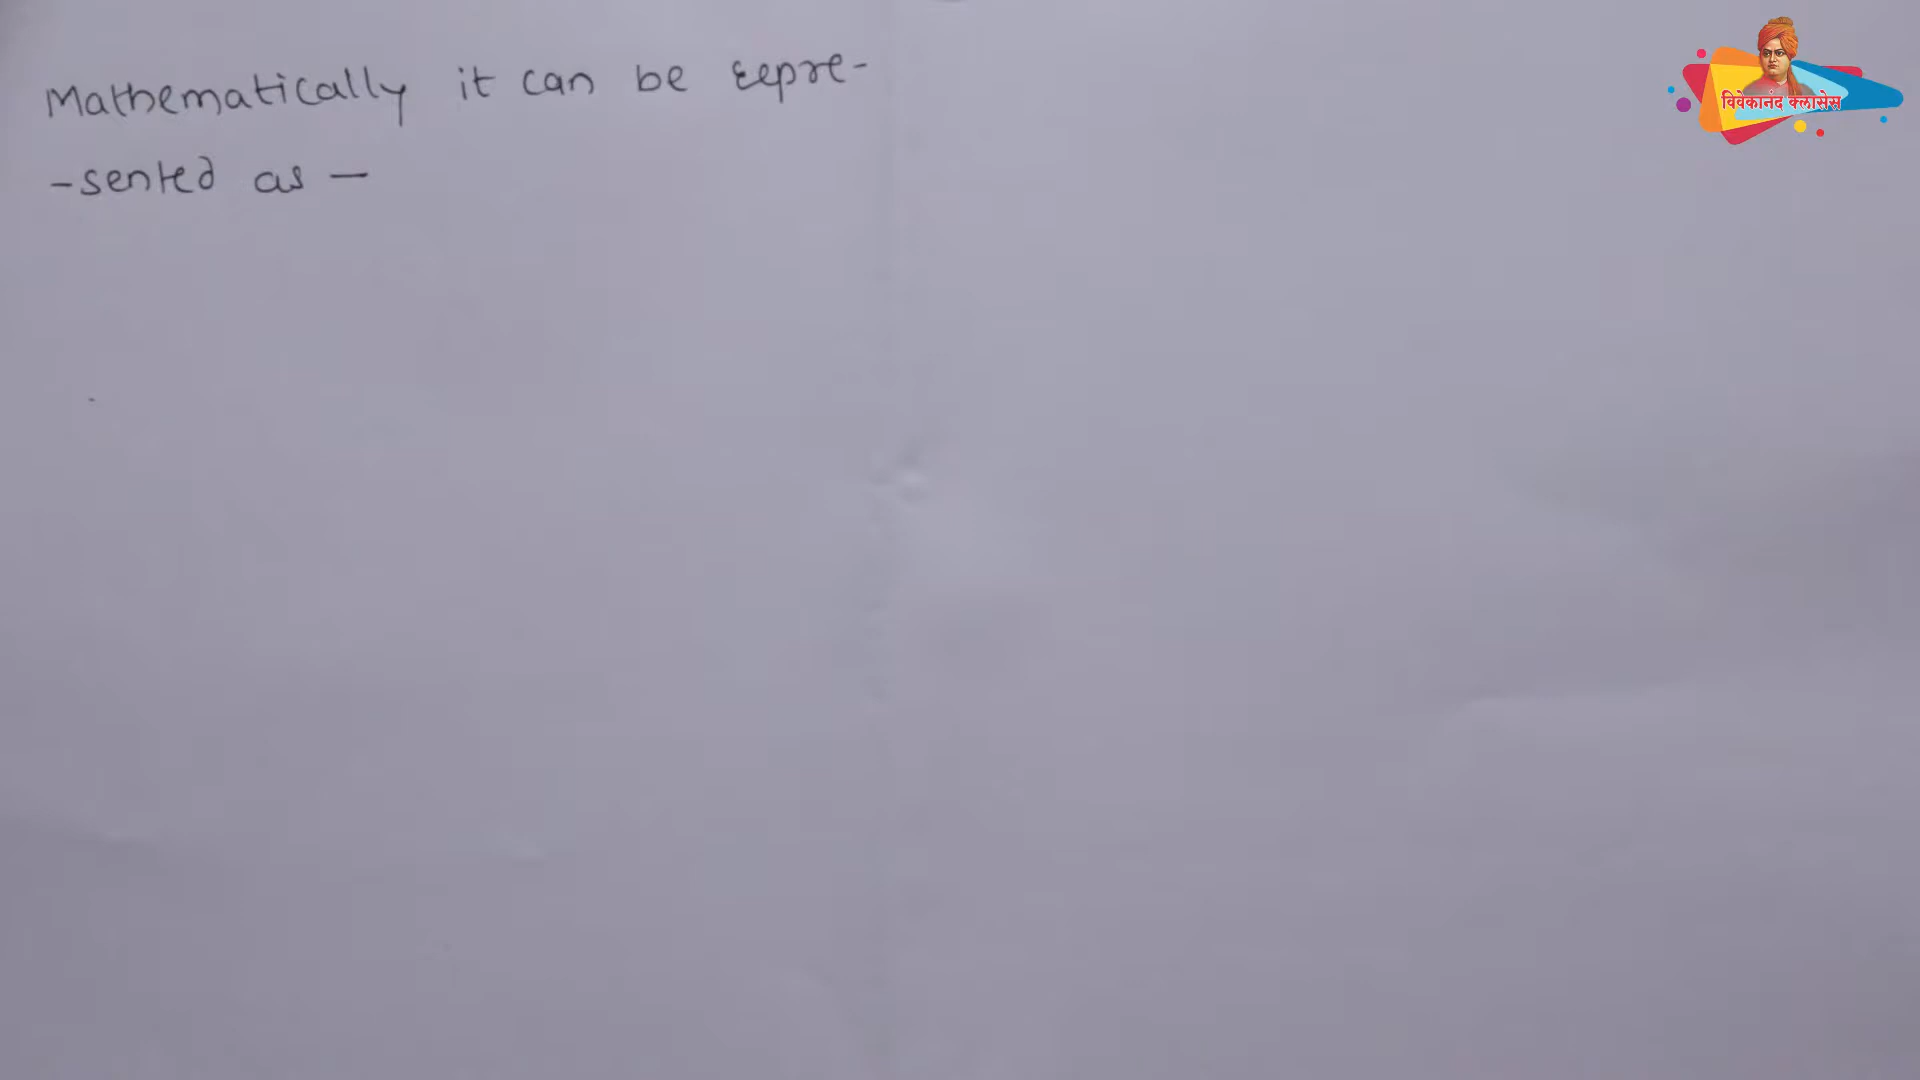 Mathematically it can be repre-
-sented as —
विवेकानंद क्लासेस